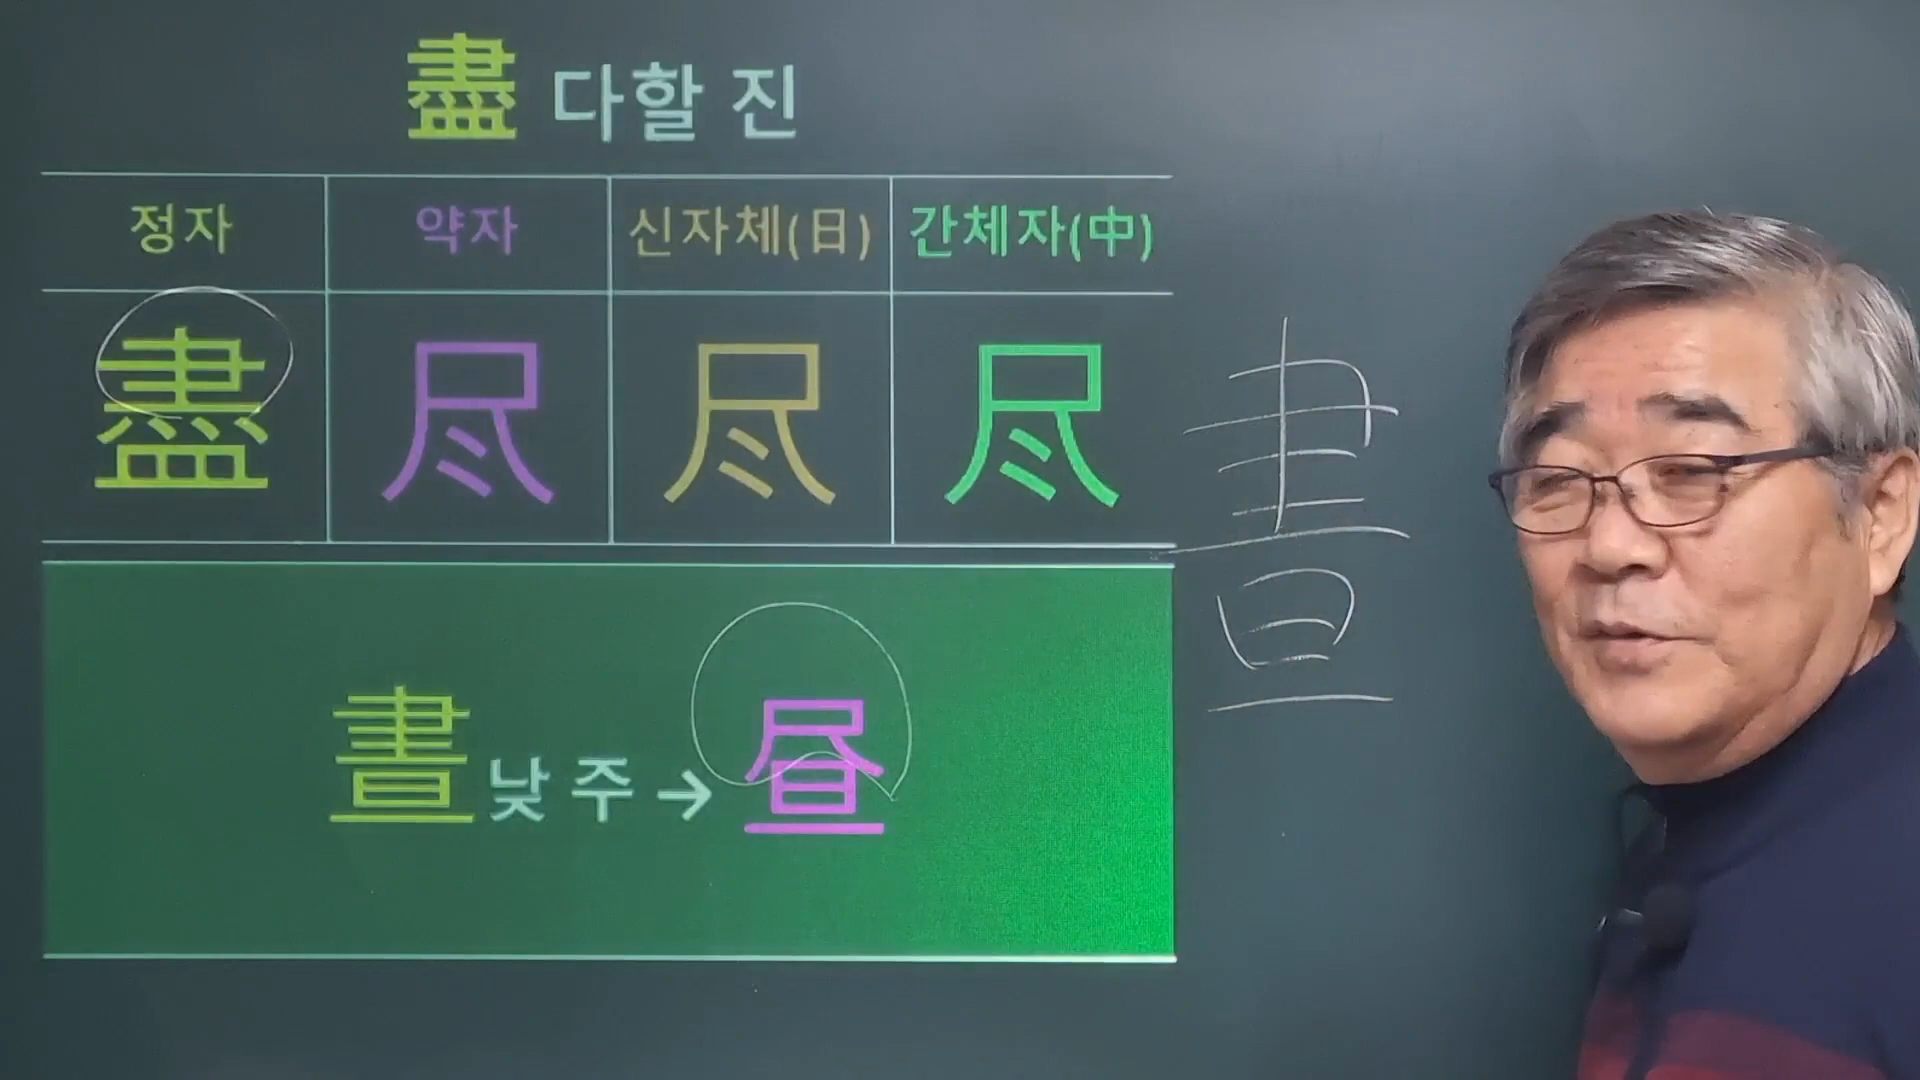 盡 다할 진
정자 약자 신자체(日) 간체자(中)
盡 尽 尽 尽
晝 낮 주 → 昼
晝